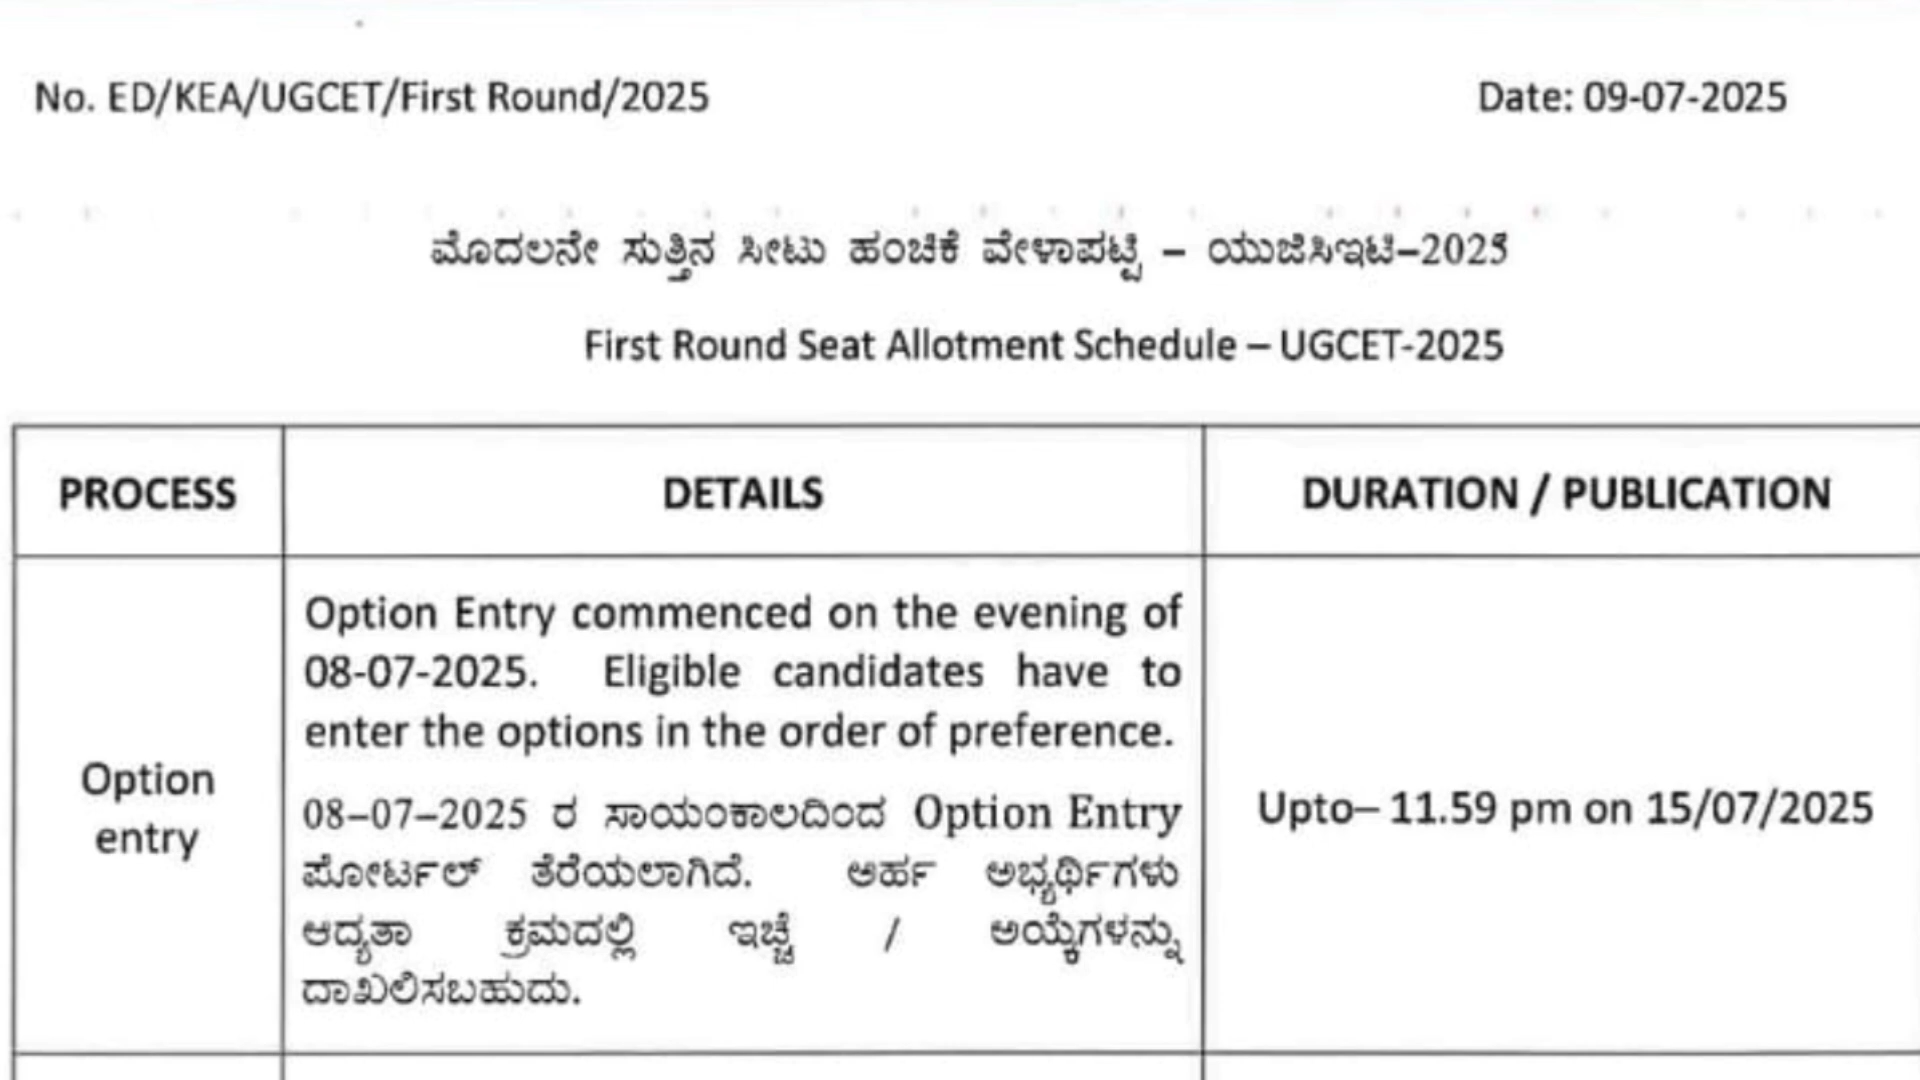 No. ED/KEA/UGCET/First Round/2025
Date: 09-07-2025
ಮೊದಲನೇ ಸುತ್ತಿನ ಸೀಟು ಹಂಚಿಕೆ ವೇಳಾಪಟ್ಟಿ – ಯುಜಿಸಿಇಟಿ–2025
First Round Seat Allotment Schedule – UGCET-2025
PROCESS
DETAILS
DURATION / PUBLICATION
Option
entry
Option Entry commenced on the evening of
08-07-2025. Eligible candidates have to
enter the options in the order of preference.
08–07–2025 ರ ಸಾಯಂಕಾಲದಿಂದ Option Entry
ಪೋರ್ಟಲ್ ತೆರೆಯಲಾಗಿದೆ. ಅರ್ಹ ಅಭ್ಯರ್ಥಿಗಳು
ಆದ್ಯತಾ ಕ್ರಮದಲ್ಲಿ ಇಚ್ಛೆ / ಆಯ್ಕೆಗಳನ್ನು
ದಾಖಲಿಸಬಹುದು.
Upto– 11.59 pm on 15/07/2025